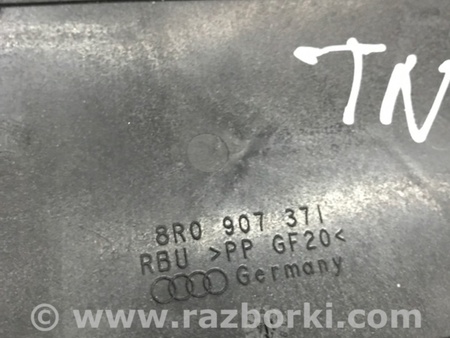 TN
8R0 907 371
RBU >PP GF20<
Germany
www.razborki.com